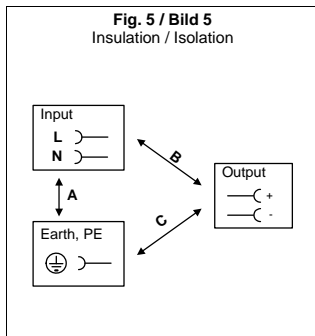 Fig. 5 / Bild 5
Insulation / Isolation
Input
L
N
B
Output
+
-
A
C
Earth, PE